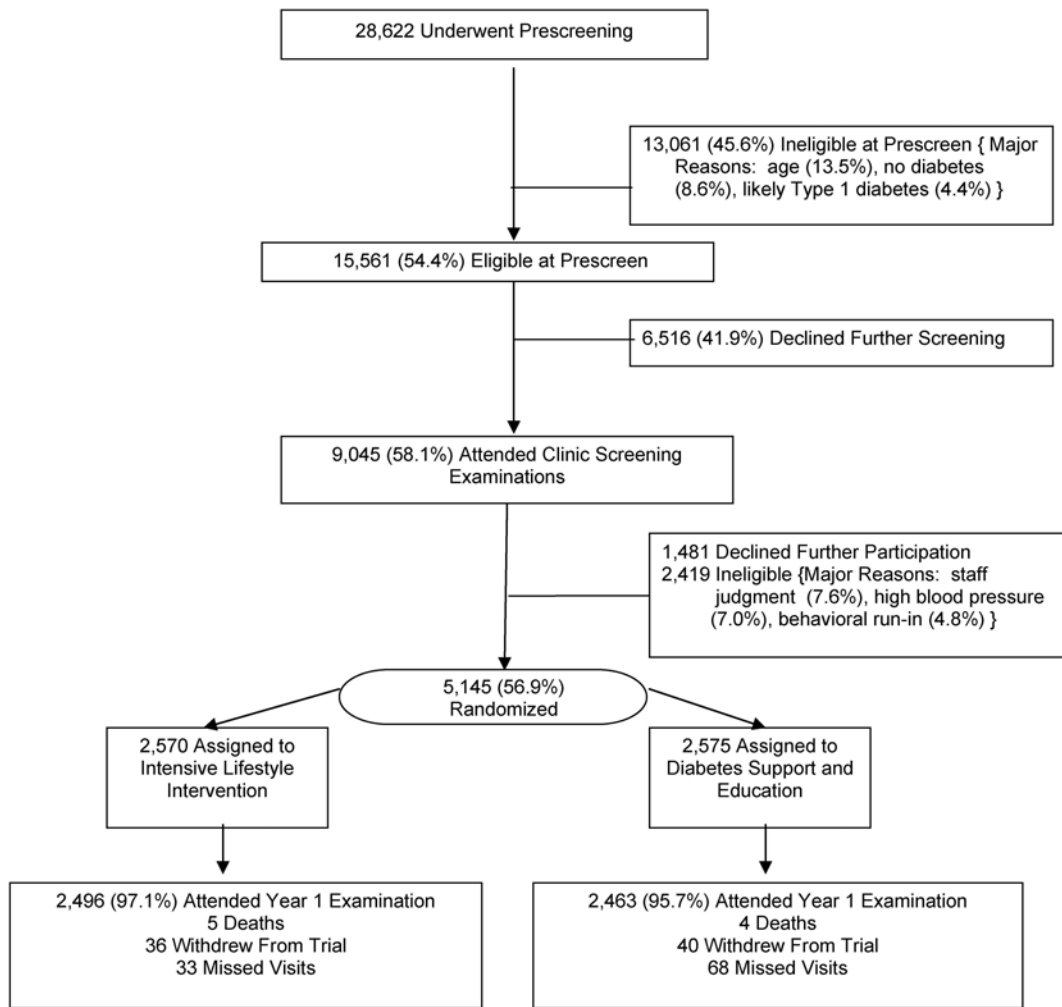 28,622 Underwent Prescreening
13,061 (45.6%) Ineligible at Prescreen { Major
Reasons: age (13.5%), no diabetes
(8.6%), likely Type 1 diabetes (4.4%) }
15,561 (54.4%) Eligible at Prescreen
6,516 (41.9%) Declined Further Screening
9,045 (58.1%) Attended Clinic Screening
Examinations
1,481 Declined Further Participation
2,419 Ineligible {Major Reasons: staff
judgment (7.6%), high blood pressure
(7.0%), behavioral run-in (4.8%) }
5,145 (56.9%)
Randomized
2,570 Assigned to
Intensive Lifestyle
Intervention
2,575 Assigned to
Diabetes Support and
Education
2,496 (97.1%) Attended Year 1 Examination
5 Deaths
36 Withdrew From Trial
33 Missed Visits
2,463 (95.7%) Attended Year 1 Examination
4 Deaths
40 Withdrew From Trial
68 Missed Visits